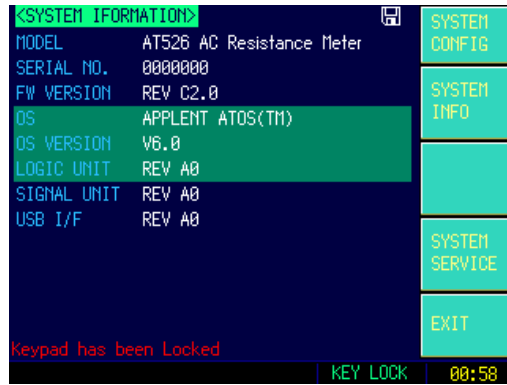 <SYSTEM IFORMATION>
MODEL AT526 AC Resistance Meter
SERIAL NO. 0000000
FW VERSION REV C2.0
OS APPLENT ATOS(TM)
OS VERSION V6.0
LOGIC UNIT REV A0
SIGNAL UNIT REV A0
USB I/F REV A0
Keypad has been Locked
KEY LOCK 00:58
SYSTEM
CONFIG
SYSTEM
INFO
SYSTEM
SERVICE
EXIT